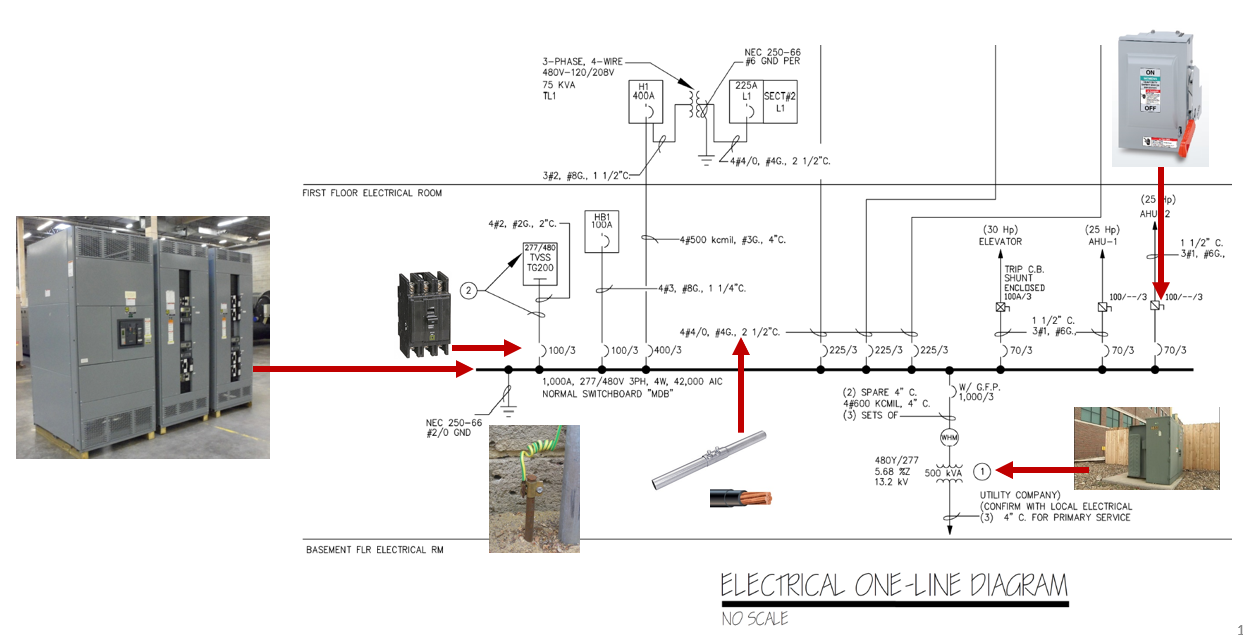 3-PHASE, 4-WIRE
480V-120/208V
75 KVA
TL1
H1
400A
NEC 250-66
#6 GND PER
225A
L1
SECT#2
L1
ON
OFF
3#2, #8G., 1 1/2"C.
4#4/0, #4G., 2 1/2"C.
FIRST FLOOR ELECTRICAL ROOM
4#2, #2G., 2"C.
277/480
TVSS
TG200
2
HB1
100A
4#500 kcmil, #3G., 4"C.
4#3, #8G., 1 1/4"C.
(30 Hp)
ELEVATOR
(25 Hp)
AHU-1
(25 Hp)
AHU-2
1 1/2" C.
3#1, #6G.,
TRIP C.B.
SHUNT
ENCLOSED
100A/3
100/--/3
100/--/3
1 1/2" C.
3#1, #6G.
4#4/0, #4G., 2 1/2"C.
100/3
100/3
400/3
225/3
225/3
225/3
70/3
70/3
70/3
1,000A, 277/480V 3PH, 4W, 42,000 AIC
NORMAL SWITCHBOARD "MDB"
NEC 250-66
#2/0 GND
(2) SPARE 4" C.
4#600 KCMIL, 4" C.
(3) SETS OF
W/ G.F.P.
1,000/3
WHM
480Y/277
5.68 %Z
13.2 kV
500 kVA
1
UTILITY COMPANY)
(CONFIRM WITH LOCAL ELECTRICAL
(3) 4" C. FOR PRIMARY SERVICE
BASEMENT FLR ELECTRICAL RM
ELECTRICAL ONE-LINE DIAGRAM
NO SCALE
1